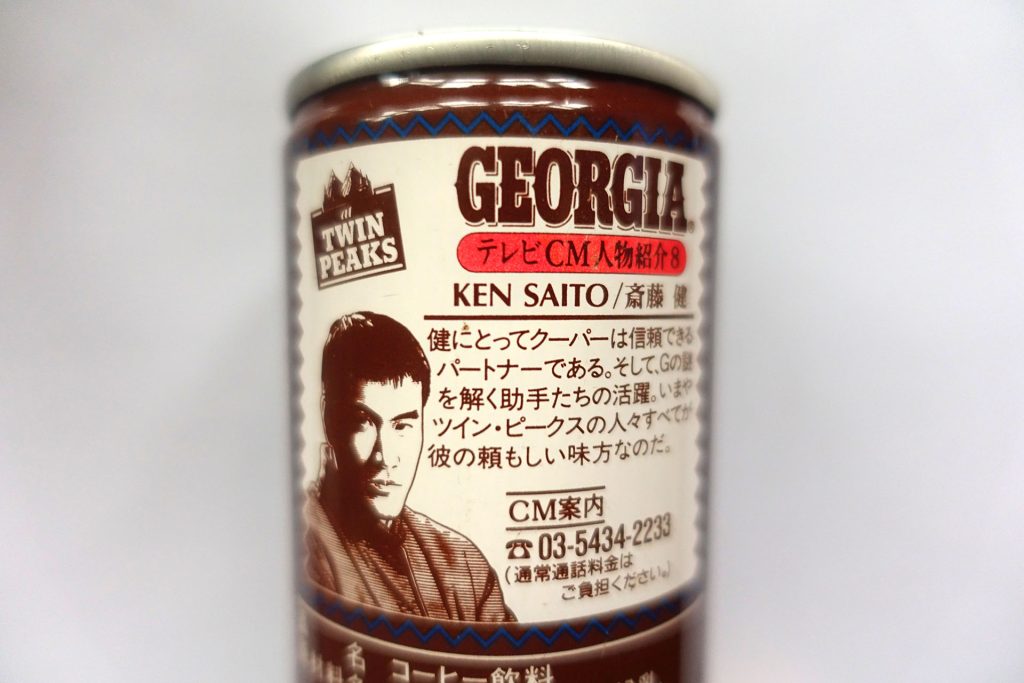 TWIN
PEAKS
GEORGIA
テレビCM人物紹介8
KEN SAITO/斎藤 健
健にとってクーパーは信頼できる
パートナーである。そして、Gの謎
を解く助手たちの活躍。いまや
ツイン・ピークスの人々すべてが
彼の頼もしい味方なのだ。
CM案内
☎03-5434-2233
(通常通話料金は
ご負担ください。)
名 コーヒー飲料